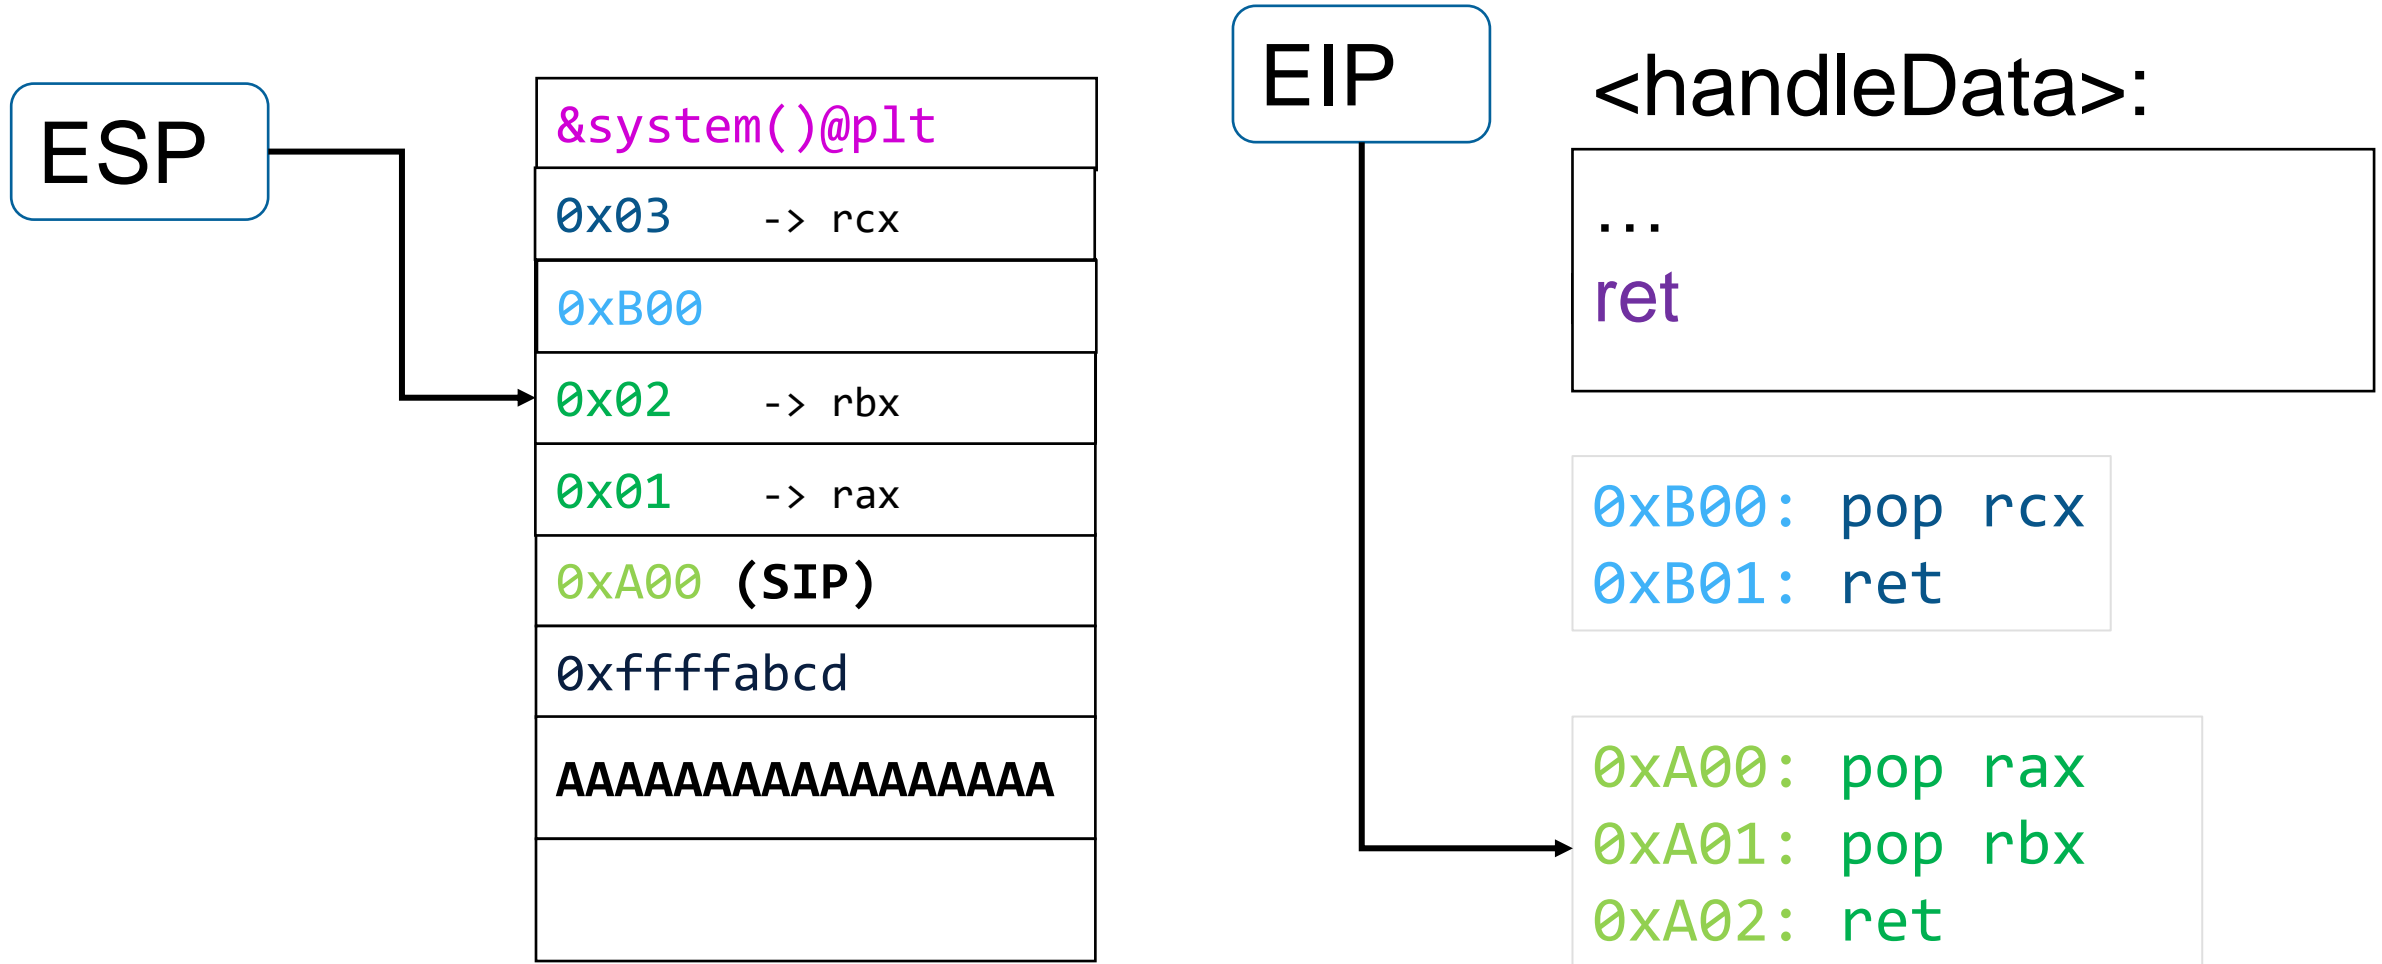 ESP
&system()@plt
0x03 -> rcx
0xB00
0x02 -> rbx
0x01 -> rax
0xA00 (SIP)
0xffffabcd
AAAAAAAAAAAAAAAAA
EIP
<handleData>:
…
ret
0xB00: pop rcx
0xB01: ret
0xA00: pop rax
0xA01: pop rbx
0xA02: ret